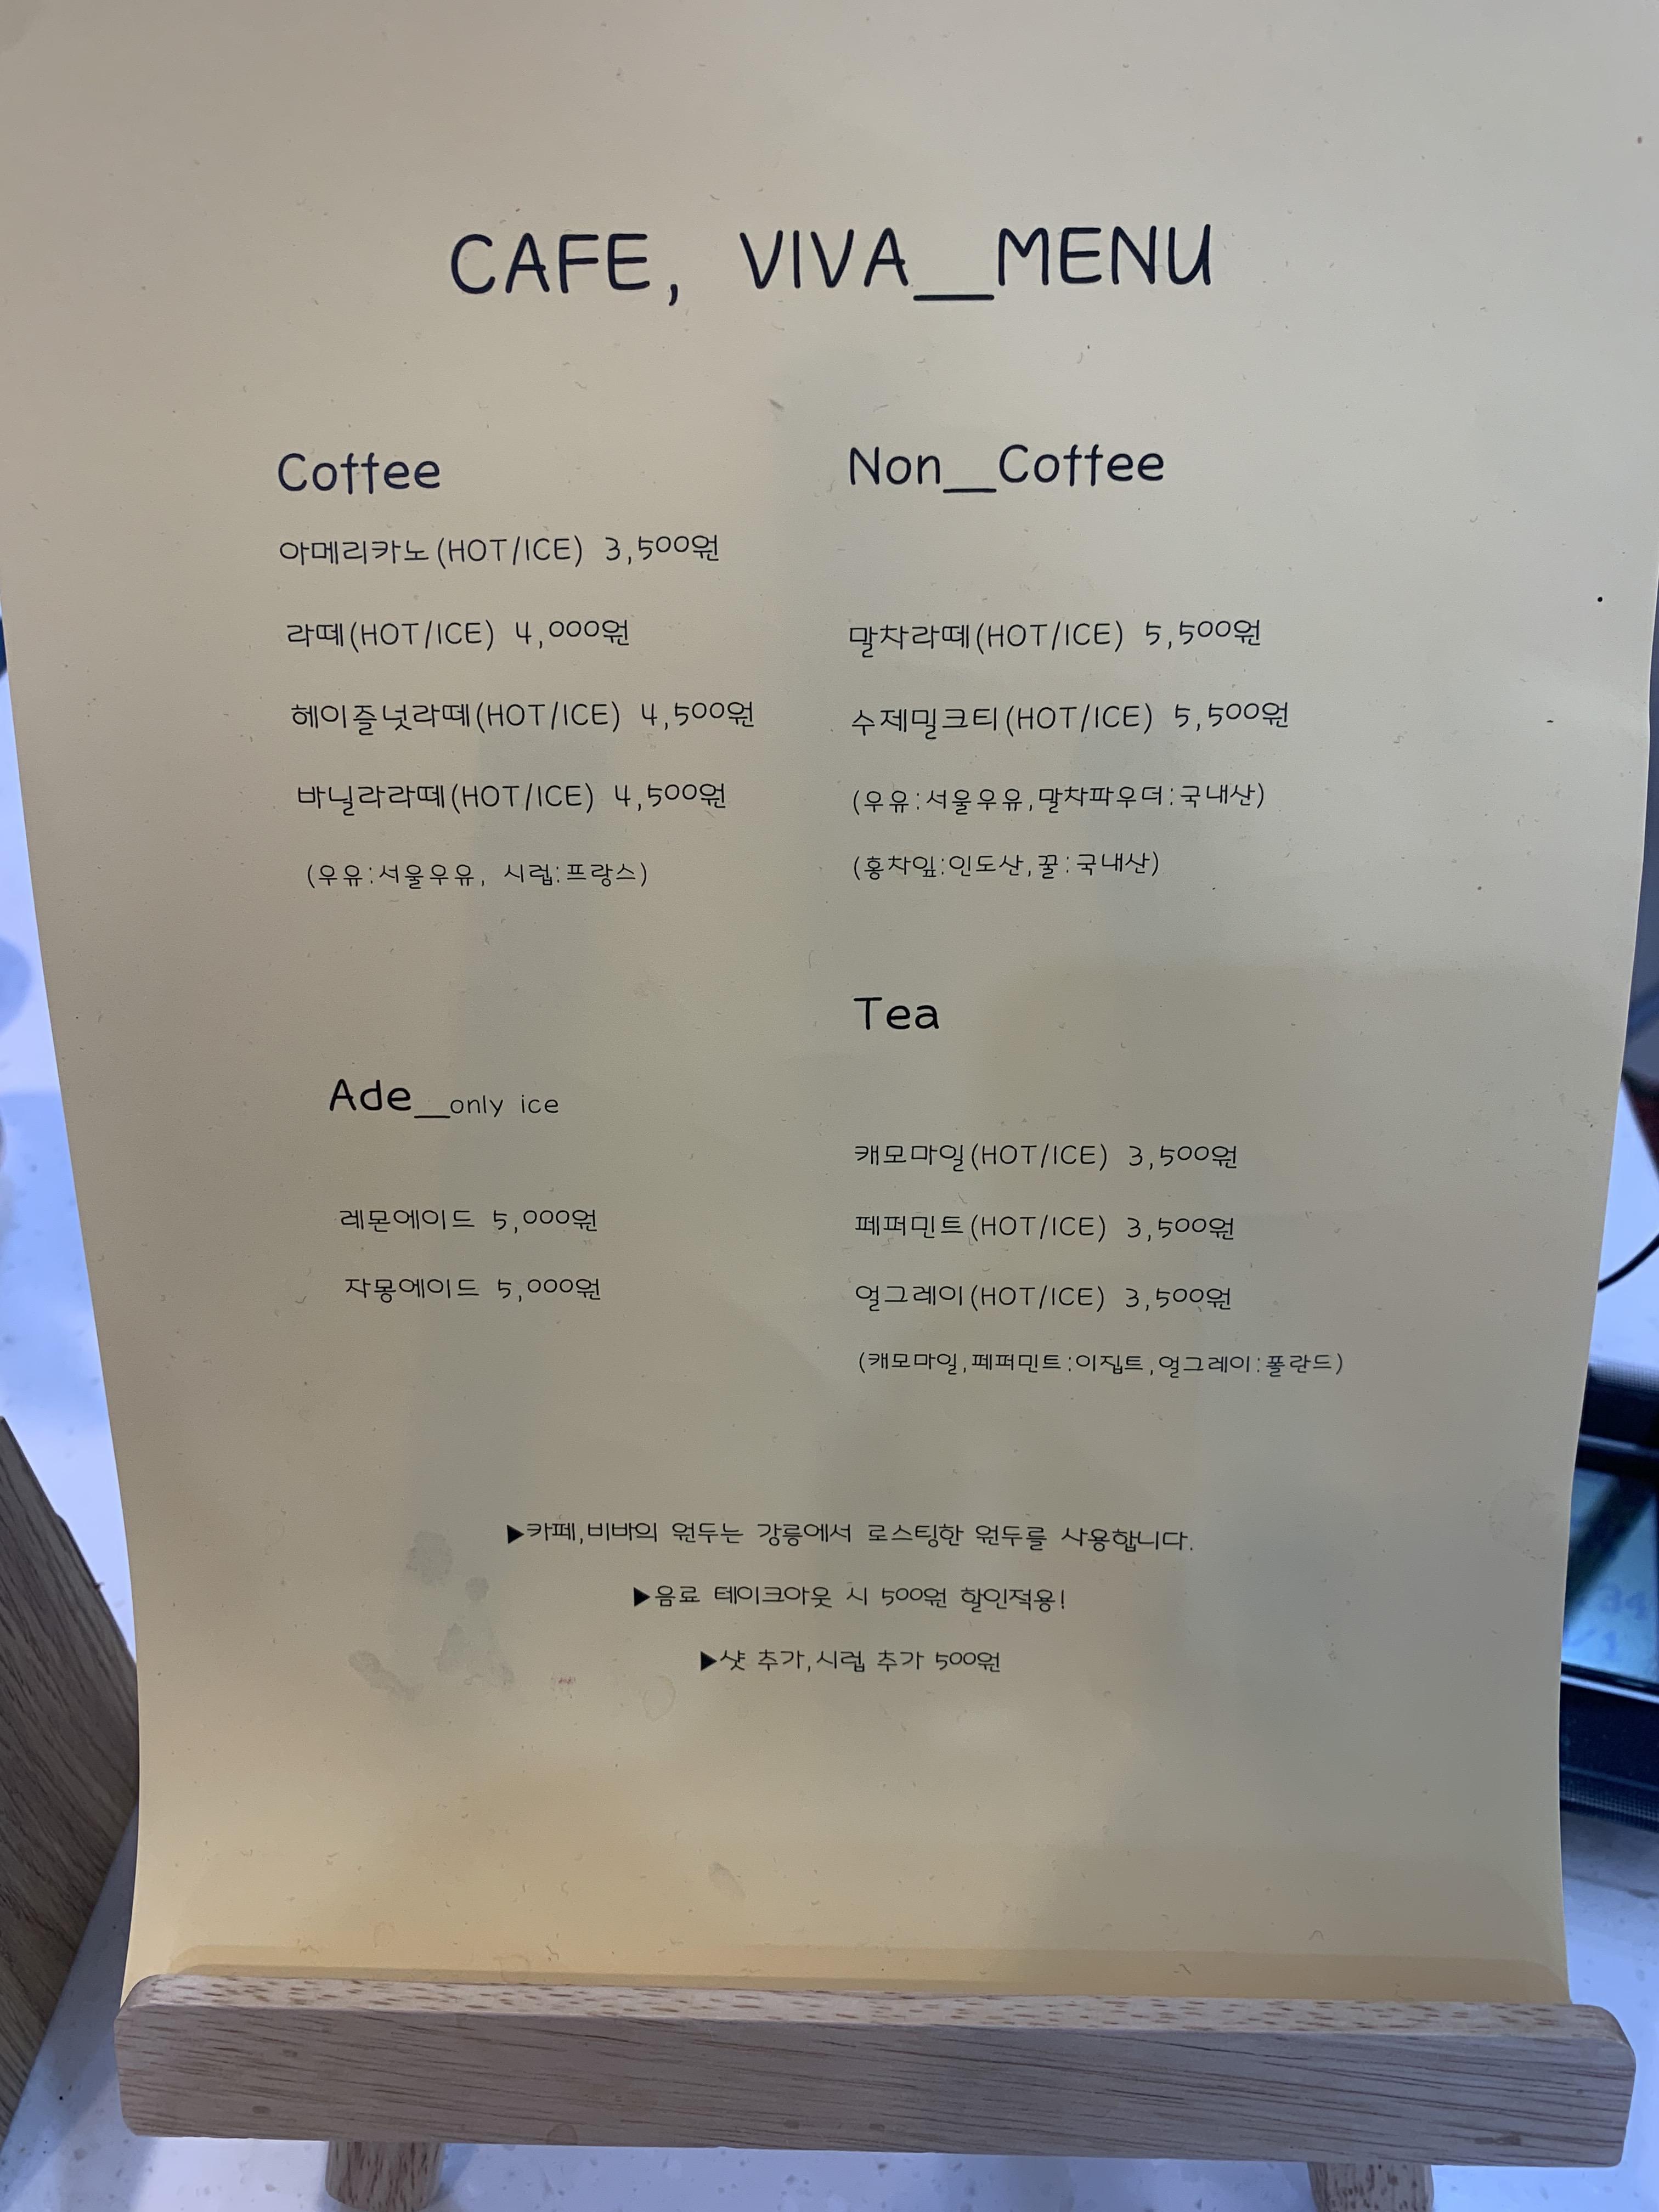 CAFE, VIVA__MENU
Coffee
아메리카노(HOT/ICE) 3,500원
라떼(HOT/ICE) 4,000원
헤이즐넛라떼(HOT/ICE) 4,500원
바닐라라떼(HOT/ICE) 4,500원
(우유:서울우유, 시럽:프랑스)
Non__Coffee
말차라떼(HOT/ICE) 5,500원
수제밀크티(HOT/ICE) 5,500원
(우유:서울우유,말차파우더:국내산)
(홍차잎:인도산,꿀:국내산)
Ade__only ice
레몬에이드 5,000원
자몽에이드 5,000원
Tea
캐모마일(HOT/ICE) 3,500원
페퍼민트(HOT/ICE) 3,500원
얼그레이(HOT/ICE) 3,500원
(캐모마일,페퍼민트:이집트,얼그레이:폴란드)
▶카페,비바의 원두는 강릉에서 로스팅한 원두를 사용합니다.
▶음료 테이크아웃 시 500원 할인적용!
▶샷 추가,시럽 추가 500원